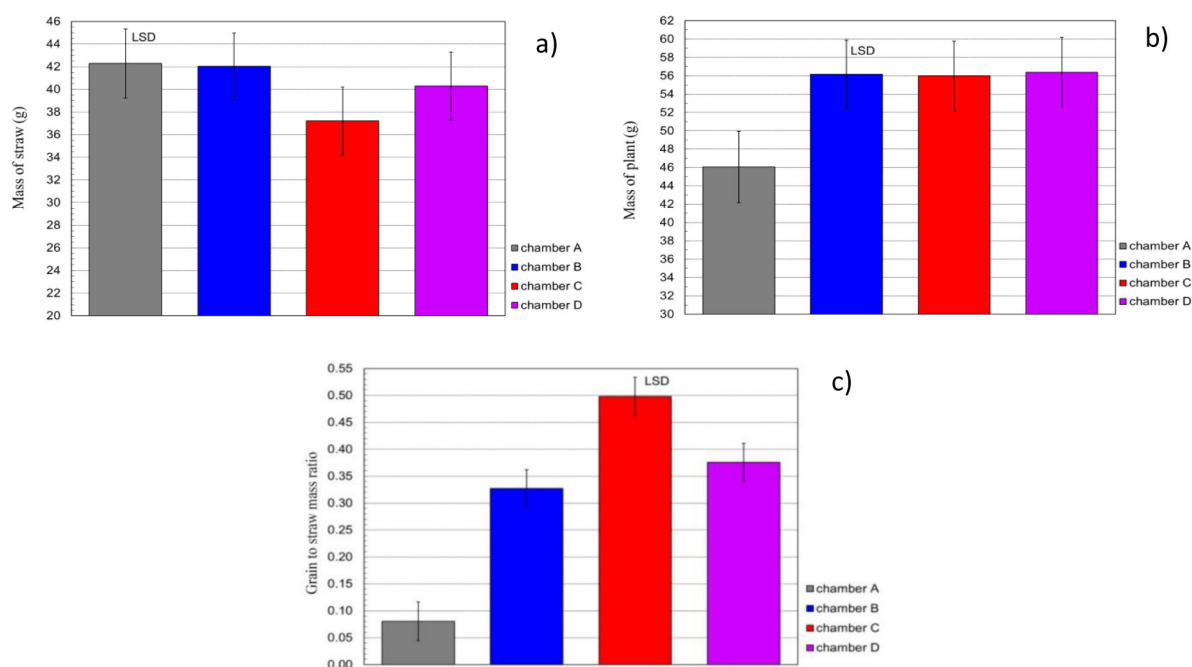 a)
Mass of straw (g)
46
44
42
40
38
36
34
32
30
28
26
24
22
20
LSD
chamber A
chamber B
chamber C
chamber D
b)
Mass of plant (g)
62
60
58
56
54
52
50
48
46
44
42
40
38
36
34
32
30
LSD
chamber A
chamber B
chamber C
chamber D
c)
Grain to straw mass ratio
0.55
0.50
0.45
0.40
0.35
0.30
0.25
0.20
0.15
0.10
0.05
0.00
LSD
chamber A
chamber B
chamber C
chamber D